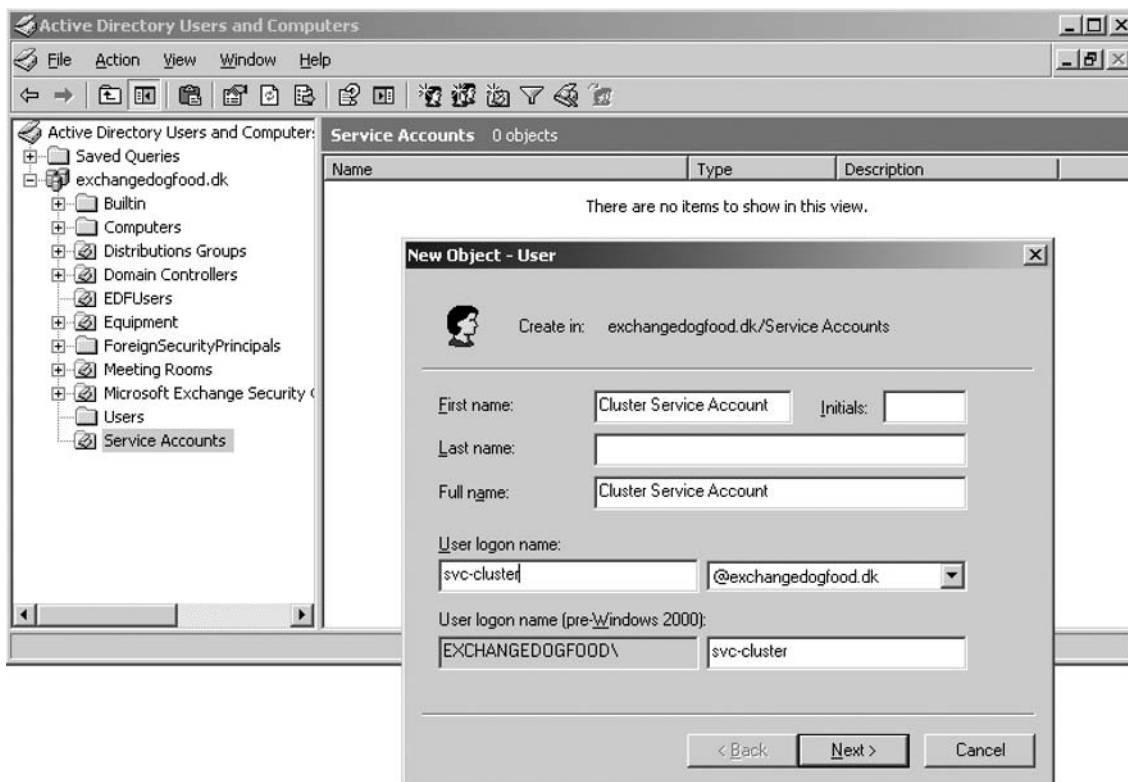 Active Directory Users and Computers
File Action View Window Help
Active Directory Users and Computer:
Saved Queries
exchangedogfood.dk
Builtin
Computers
Distributions Groups
Domain Controllers
EDFUsers
Equipment
ForeignSecurityPrincipals
Meeting Rooms
Microsoft Exchange Security
Users
Service Accounts
Service Accounts 0 objects
Name Type Description
There are no items to show in this view.
New Object - User
Create in: exchangedogfood.dk/Service Accounts
First name: Cluster Service Account Initials:
Last name:
Full name: Cluster Service Account
User logon name:
svc-cluster @exchangedogfood.dk
User logon name (pre-Windows 2000):
EXCHANGEDOGFOOD\ svc-cluster
< Back Next > Cancel